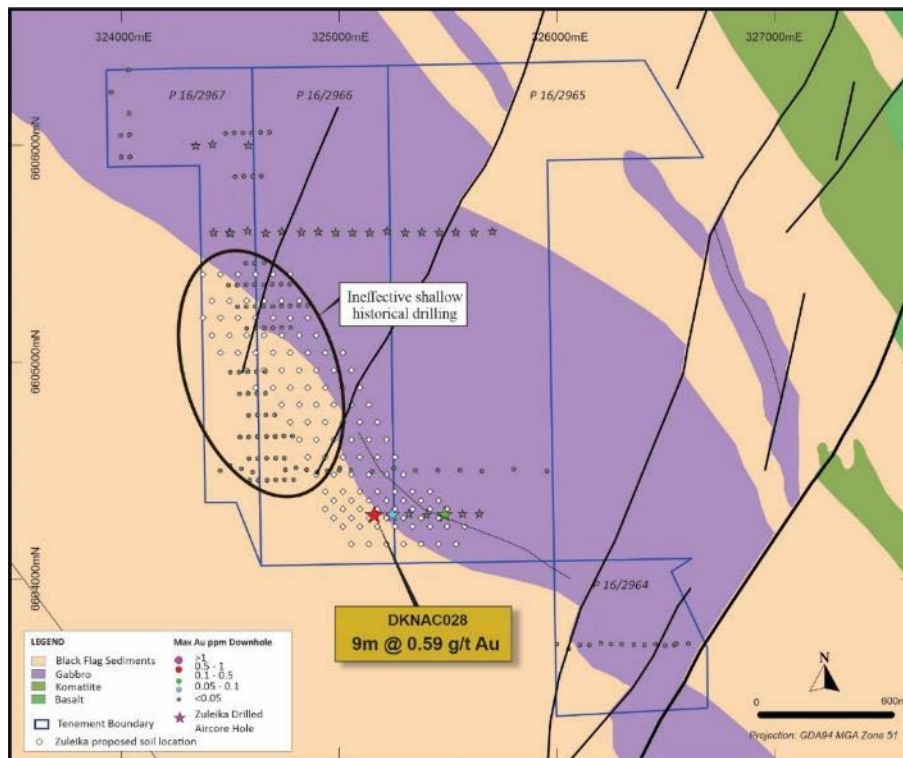 324000mE
325000mE
326000mE
327000mE
P 16/2967
P 16/2966
P 16/2965
6606000mN
Ineffective shallow
historical drilling
6605000mN
6604000mN
P 16/2964
DKNAC028
9m @ 0.59 g/t Au
LEGEND
Black Flag Sediments
Gabbro
Komatiite
Basalt
Tenement Boundary
Zuleika proposed soil location
Max Au ppm Downhole
>1
0.5 - 1
0.1 - 0.5
0.05 - 0.1
<0.05
Zuleika Drilled
Aircore Hole
N
0
600m
Projection: GDA94 MGA Zone 51